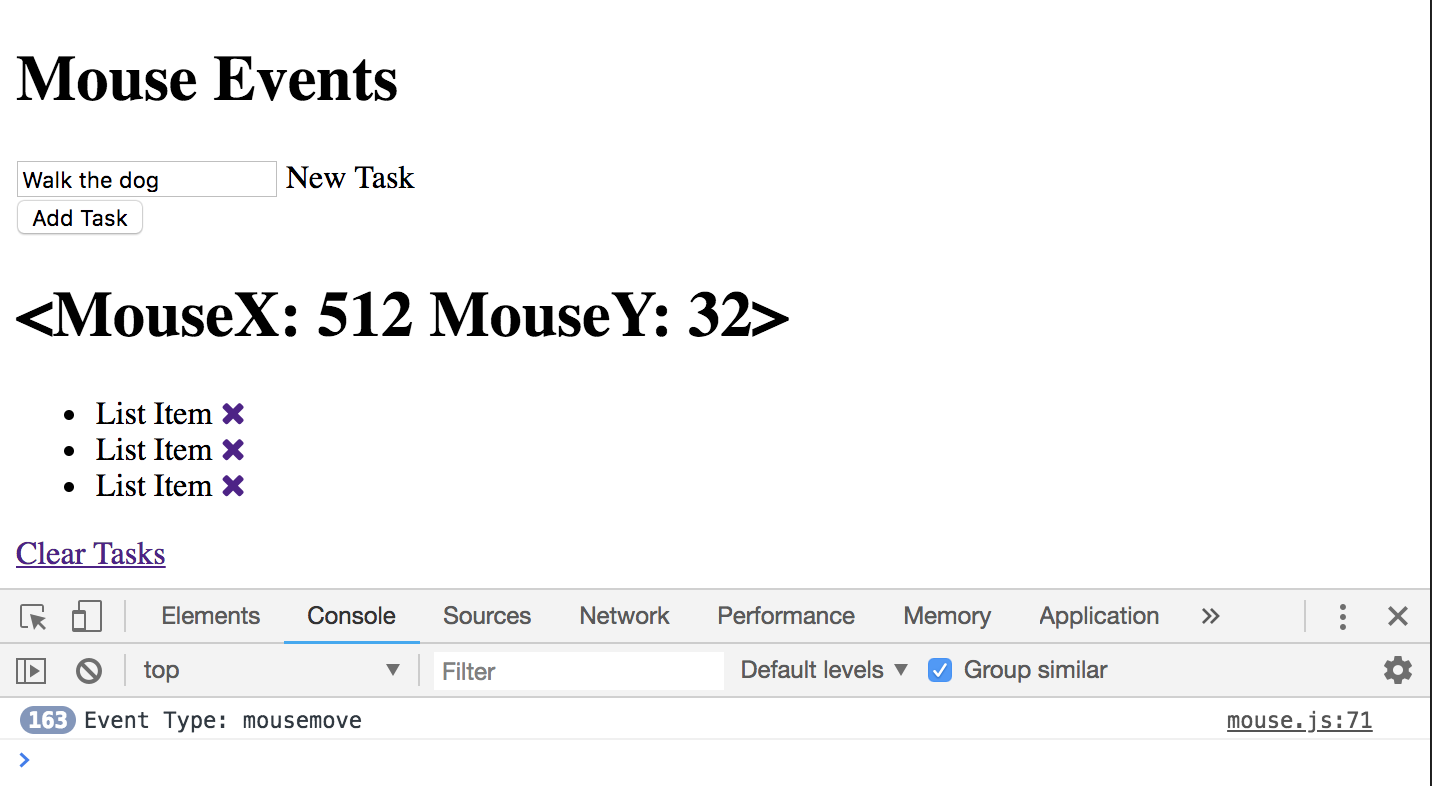 Mouse Events
Walk the dog New Task
Add Task
<MouseX: 512 MouseY: 32>
List Item
List Item
List Item
Clear Tasks
Elements Console Sources Network Performance Memory Application
top Filter Default levels Group similar
163 Event Type: mousemove mouse.js:71